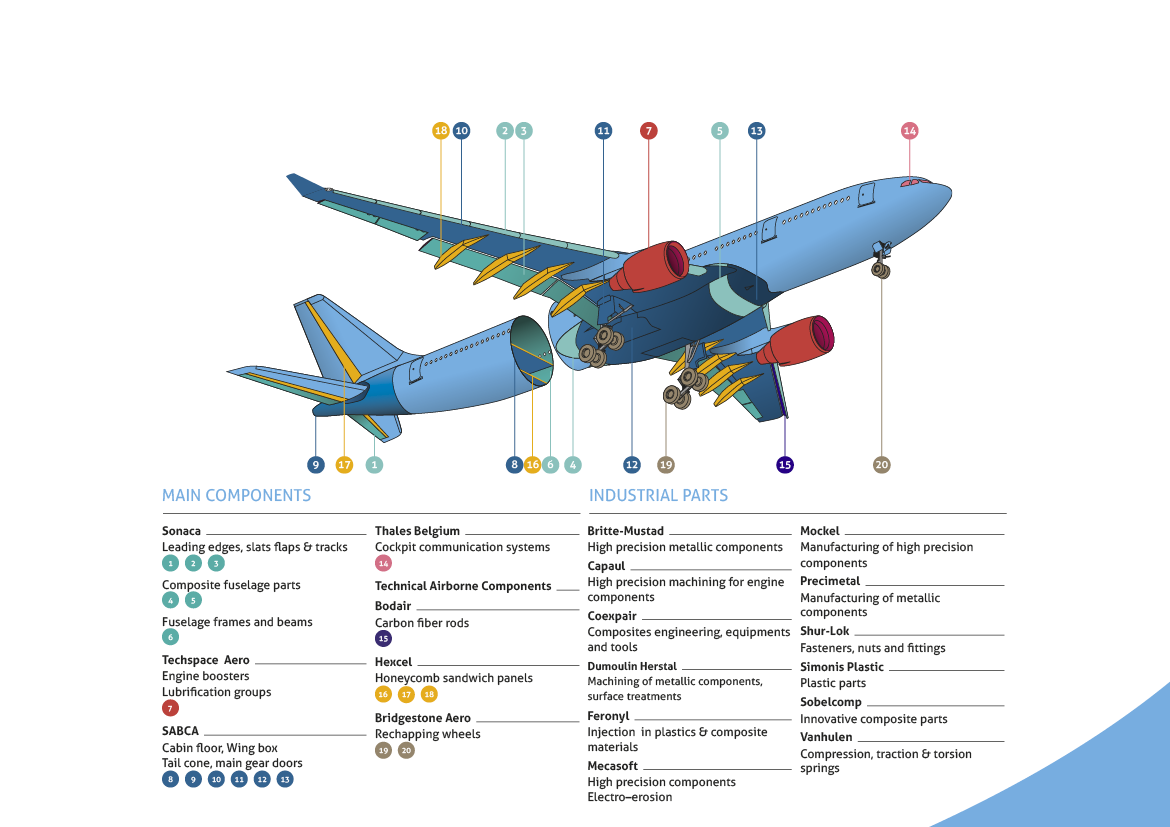 18 10 2 3 11 7 5 13 14
9 17 1 8 16 6 4 12 19 15 20
MAIN COMPONENTS
Sonaca
Leading edges, slats flaps & tracks
1 2 3
Composite fuselage parts
4 5
Fuselage frames and beams
6
Techspace Aero
Engine boosters
Lubrification groups
7
SABCA
Cabin floor, Wing box
Tail cone, main gear doors
8 9 10 11 12 13
Thales Belgium
Cockpit communication systems
14
Technical Airborne Components
Bodair
Carbon fiber rods
15
Hexcel
Honeycomb sandwich panels
16 17 18
Bridgestone Aero
Rechapping wheels
19 20
INDUSTRIAL PARTS
Britte-Mustad
High precision metallic components
Capaul
High precision machining for engine
components
Coexpair
Composites engineering, equipments
and tools
Dumoulin Herstal
Machining of metallic components,
surface treatments
Feronyl
Injection in plastics & composite
materials
Mecasoft
High precision components
Electro–erosion
Mockel
Manufacturing of high precision
components
Precimetal
Manufacturing of metallic
components
Shur-Lok
Fasteners, nuts and fittings
Simonis Plastic
Plastic parts
Sobelcomp
Innovative composite parts
Vanhulen
Compression, traction & torsion
springs